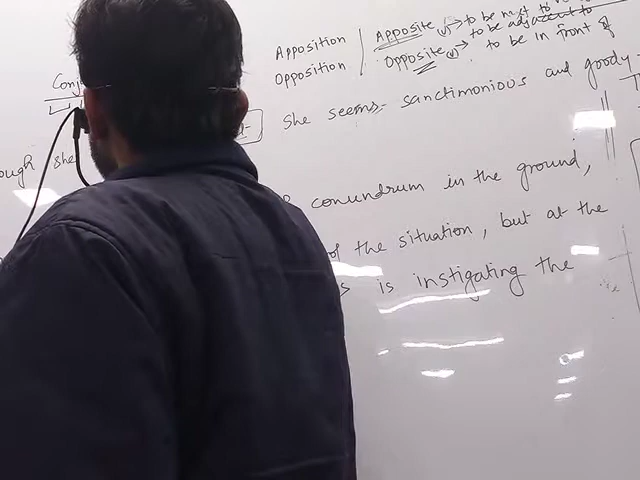 Apposition | Apposite (v) → to be next to
to be adjacent to
Opposition | Opposite (v) → to be in front of
Conj
ough she seems sanctimonious and goody-
conundrum in the ground,
of the situation, but at the
s is instigating the